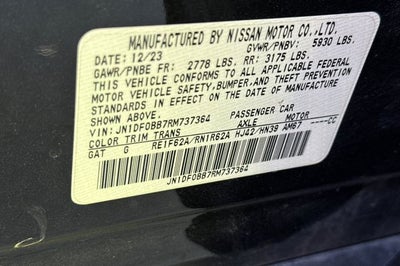 MANUFACTURED BY NISSAN MOTOR CO.,LTD.
DATE: 12/23 GVWR/PNBV: 5930 LBS.
GAWR/PNBE FR: 2778 LBS. RR: 3175 LBS.
THIS VEHICLE CONFORMS TO ALL APPLICABLE FEDERAL
MOTOR VEHICLE SAFETY,BUMPER,AND THEFT PREVENTION
STANDARDS IN EFFECT ON THE DATE OF MANUFACTURE
SHOWN ABOVE.
VIN: JN1DF0BB7RM737364 PASSENGER CAR
COLOR TRIM TRANS AXLE MOTOR ----CC
GAT G RE1F62A/RN1R62A HJ42/HN39 AM67
JN1DF0BB7RM737364